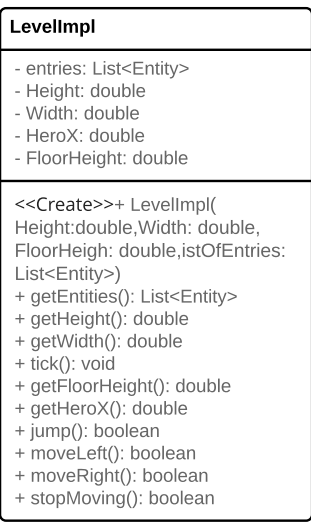 LevelImpl
- entries: List<Entity>
- Height: double
- Width: double
- HeroX: double
- FloorHeight: double
<<Create>>+ LevelImpl(
Height:double,Width: double,
FloorHeigh: double,istOfEntries:
List<Entity>)
+ getEntities(): List<Entity>
+ getHeight(): double
+ getWidth(): double
+ tick(): void
+ getFloorHeight(): double
+ getHeroX(): double
+ jump(): boolean
+ moveLeft(): boolean
+ moveRight(): boolean
+ stopMoving(): boolean